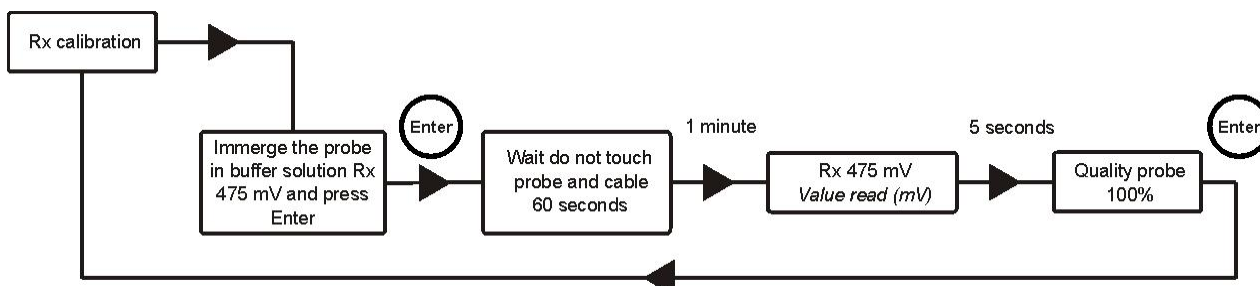 Rx calibration
Immerge the probe
in buffer solution Rx
475 mV and press
Enter
Enter
Wait do not touch
probe and cable
60 seconds
1 minute
Rx 475 mV
Value read (mV)
5 seconds
Quality probe
100%
Enter